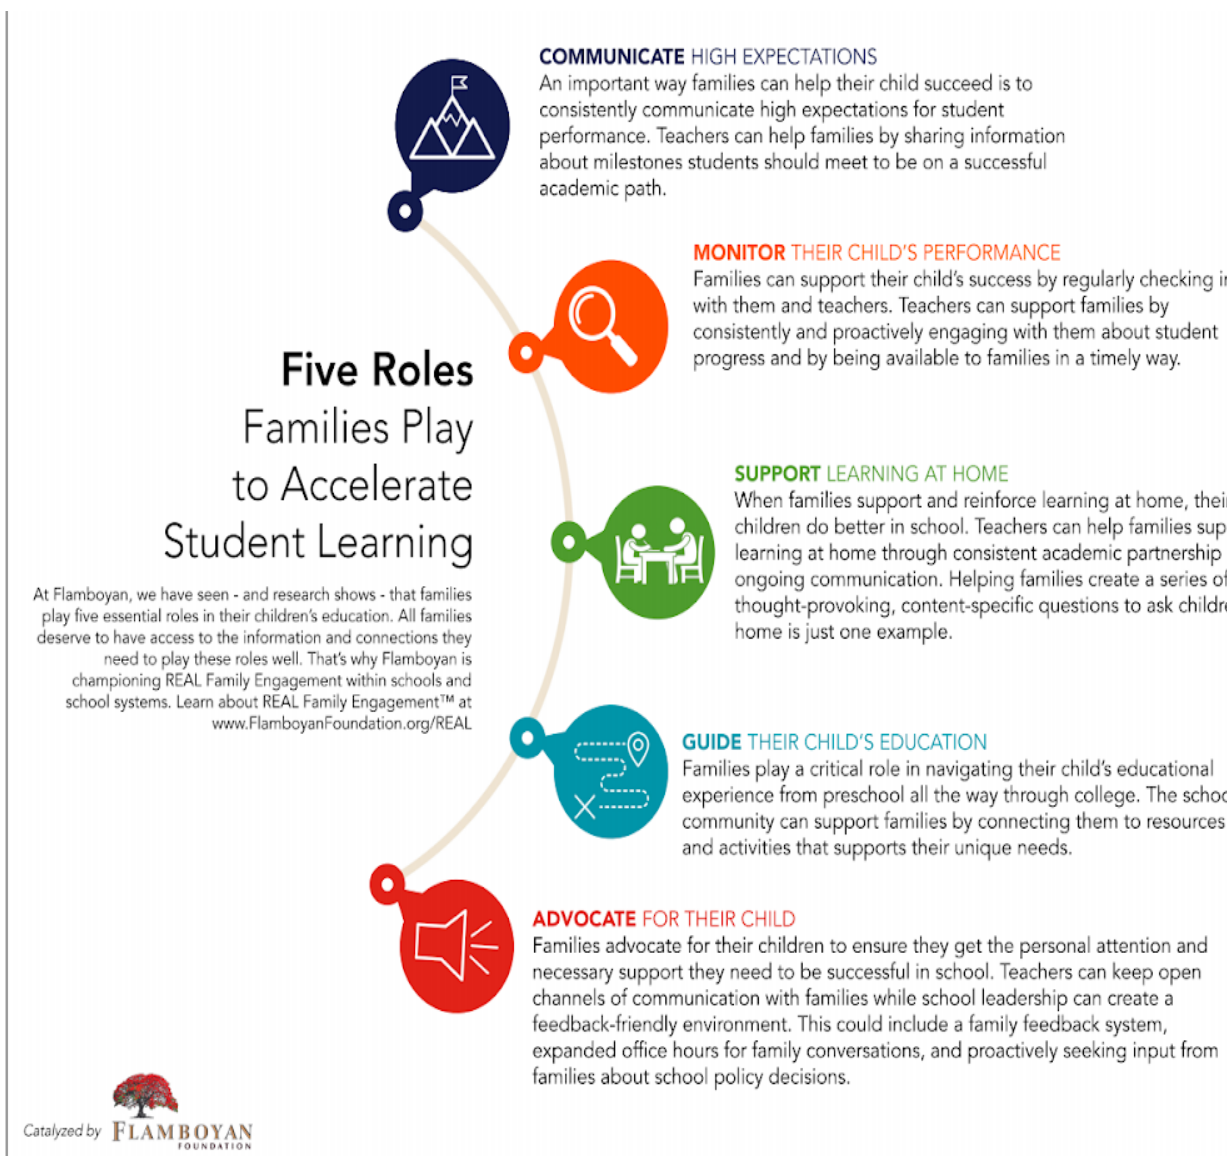 COMMUNICATE HIGH EXPECTATIONS
An important way families can help their child succeed is to
consistently communicate high expectations for student
performance. Teachers can help families by sharing information
about milestones students should meet to be on a successful
academic path.
MONITOR THEIR CHILD'S PERFORMANCE
Families can support their child's success by regularly checking
with them and teachers. Teachers can support families by
consistently and proactively engaging with them about student
progress and by being available to families in a timely way.
Five Roles
Families Play
to Accelerate
Student Learning
At Flamboyan, we have seen - and research shows - that families
play five essential roles in their children's education. All families
deserve to have access to the information and connections they
need to play these roles well. That's why Flamboyan is
championing REAL Family Engagement within schools and
school systems. Learn about REAL Family Engagement™ at
www.FlamboyanFoundation.org/REAL
SUPPORT LEARNING AT HOME
When families support and reinforce learning at home,
children do better in school. Teachers can help families
learning at home through consistent academic partnership
ongoing communication. Helping families create a series of
thought-provoking, content-specific questions to ask
home is just one example.
GUIDE THEIR CHILD'S EDUCATION
Families play a critical role in navigating their child's educational
experience from preschool all the way through college. The
community can support families by connecting them to resources
and activities that supports their unique needs.
ADVOCATE FOR THEIR CHILD
Families advocate for their children to ensure they get the personal attention and
necessary support they need to be successful in school. Teachers can keep open
channels of communication with families while school leadership can create a
feedback-friendly environment. This could include a family feedback system,
expanded office hours for family conversations, and proactively seeking input from
families about school policy decisions.
Catalyzed by FLAMBOYAN
FOUNDATION